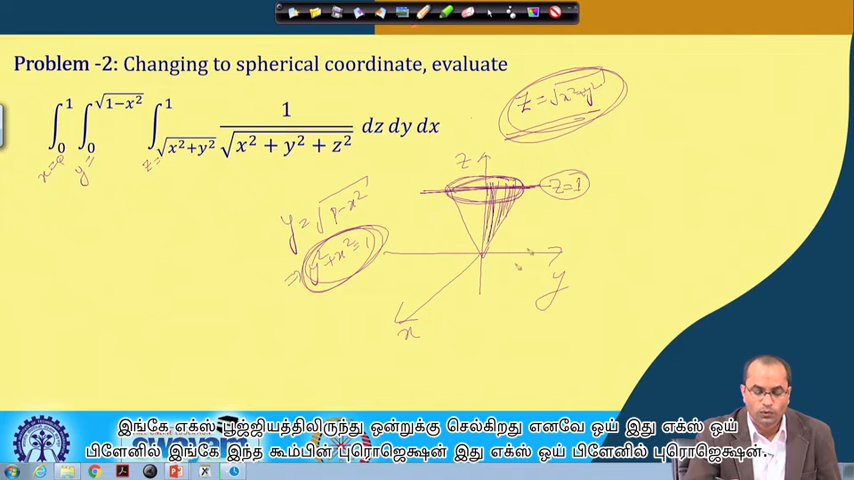 Problem -2: Changing to spherical coordinate, evaluate
∫₀¹ ∫₀^√(1−x²) ∫_√(x²+y²)^1 1/√(x² + y² + z²) dz dy dx
x=0 y= z=
z = √(x²+y²)
z
z=1
y = √(1−x²)
⇒ y²+x²=1
y
x
இங்கே எக்ஸ் பூஜ்ஜியத்திலிருந்து ஒன்றுக்கு செல்கிறது எனவே ஒய் இது எக்ஸ் ஒய்
பிளேனில் இங்கே இந்த கூம்பின் புரொஜெக்ஷன் இது எக்ஸ் ஒய் பிளேனில் புரொஜெக்ஷன்.